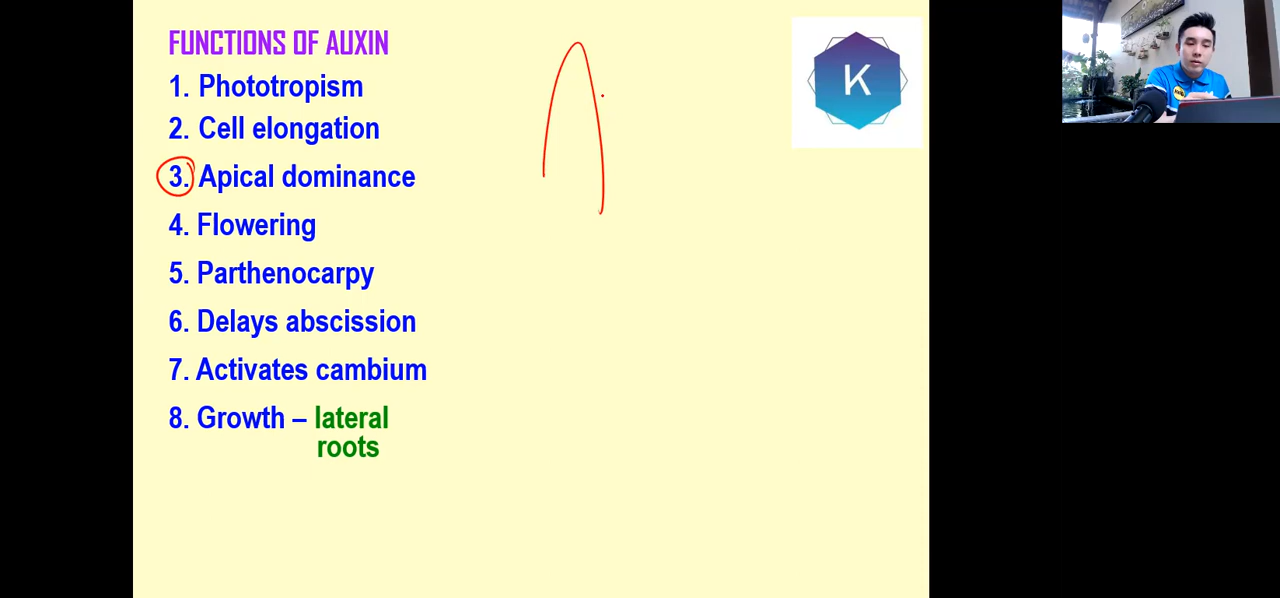 FUNCTIONS OF AUXIN
1. Phototropism
2. Cell elongation
3. Apical dominance
4. Flowering
5. Parthenocarpy
6. Delays abscission
7. Activates cambium
8. Growth – lateral
roots
K